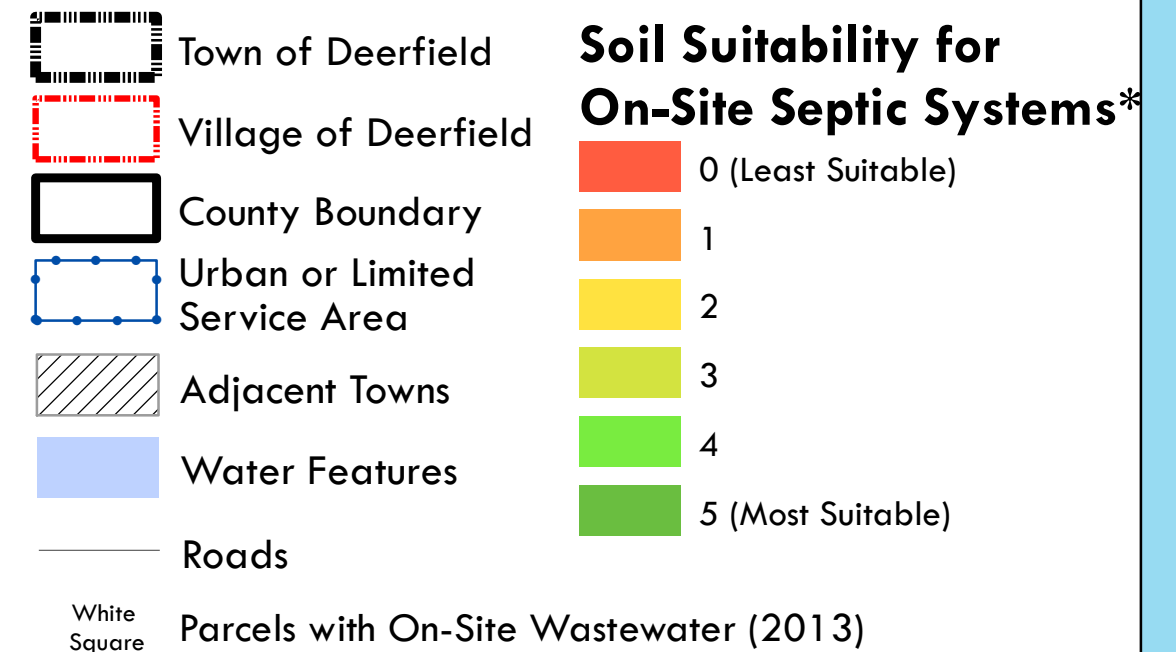 Town of Deerfield
Village of Deerfield
County Boundary
Urban or Limited
Service Area
Adjacent Towns
Water Features
Roads
White
Square
Parcels with On-Site Wastewater (2013)
Soil Suitability for
On-Site Septic Systems*
0 (Least Suitable)
1
2
3
4
5 (Most Suitable)